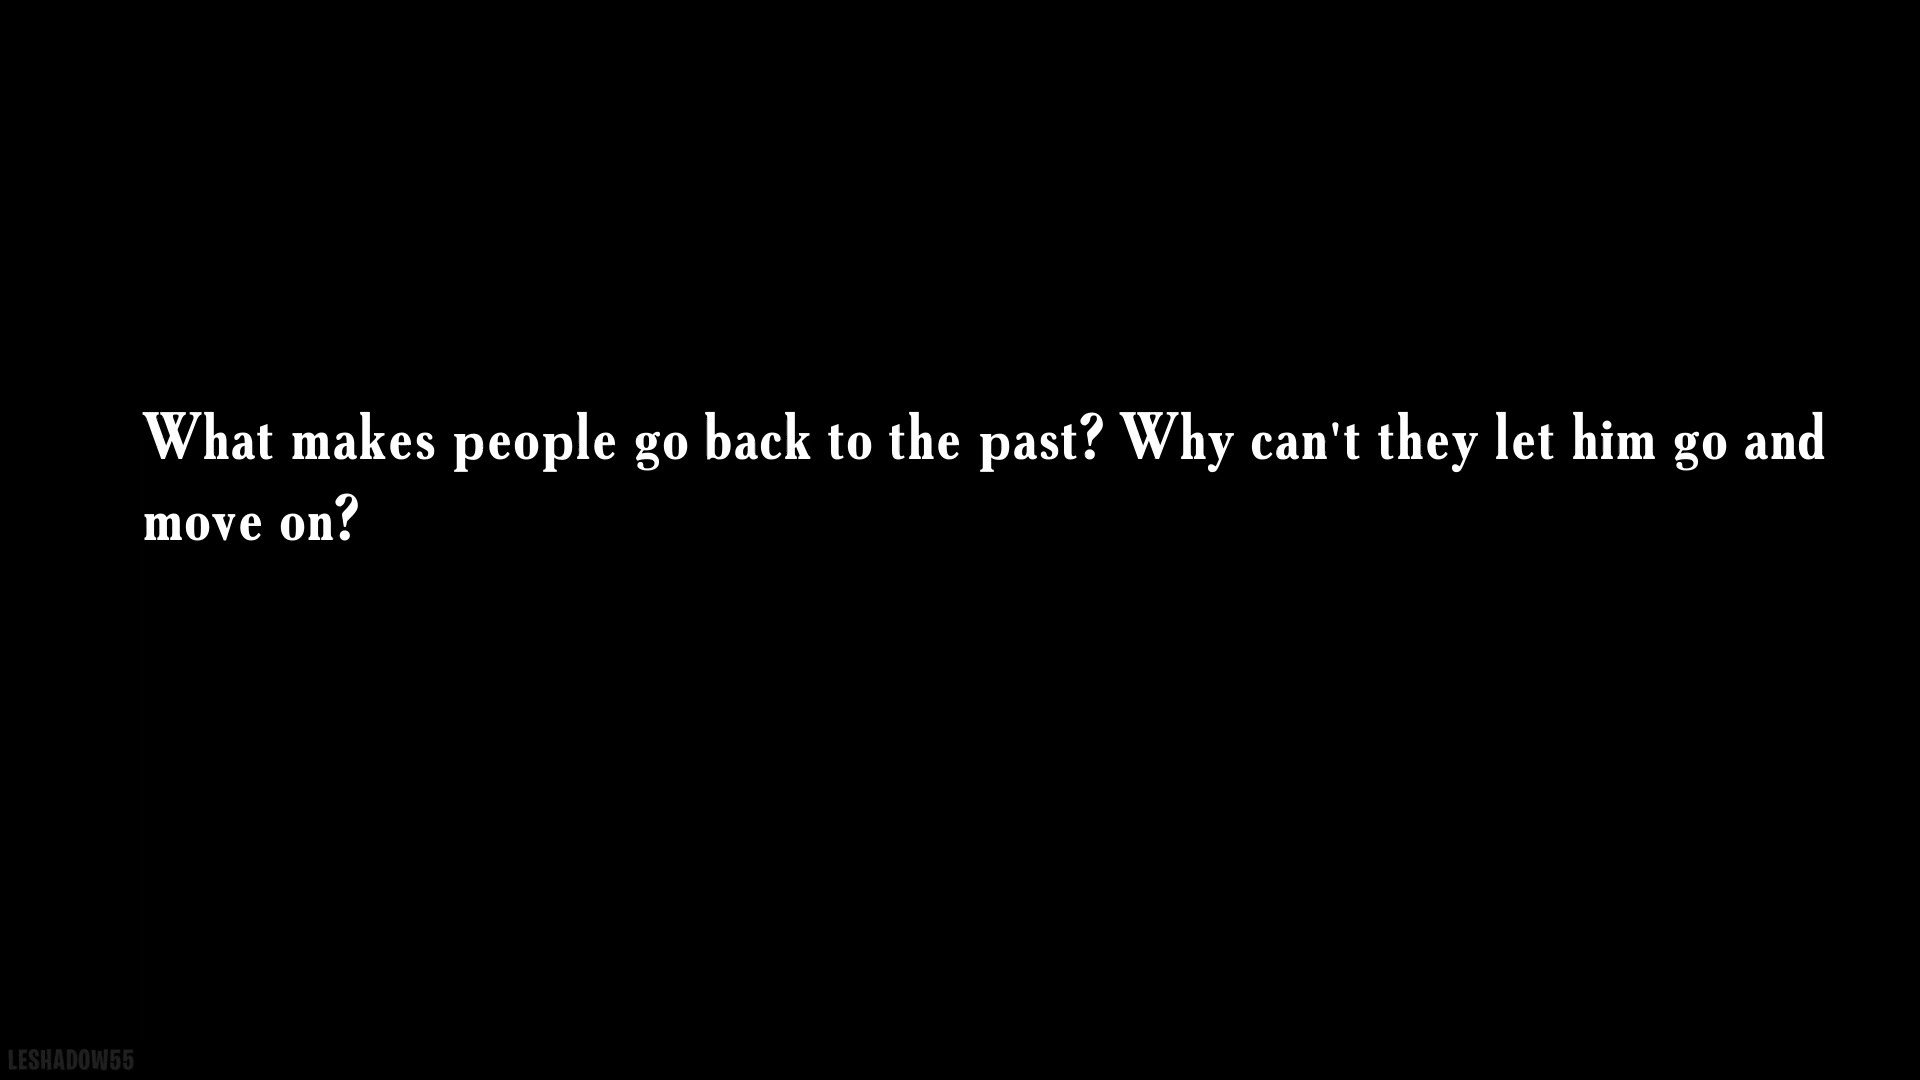 What makes people go back to the past? Why can't they let him go and
move on?
LESHADOW55